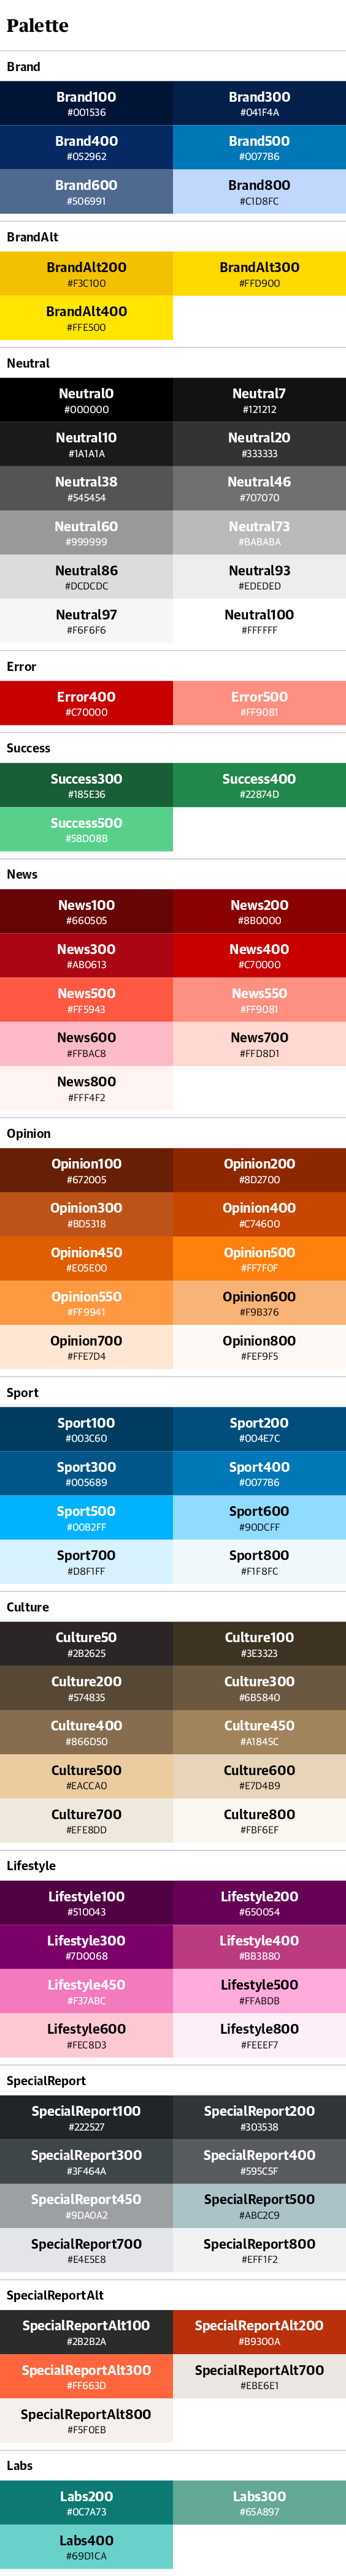 Palette
Brand
Brand100
#001536
Brand300
#041F4A
Brand400
#052962
Brand500
#0077B6
Brand600
#506991
Brand800
#C1D8FC
BrandAlt
BrandAlt200
#F3C100
BrandAlt300
#FFD900
BrandAlt400
#FFE500
Neutral
Neutral0
#000000
Neutral7
#121212
Neutral10
#1A1A1A
Neutral20
#333333
Neutral38
#545454
Neutral46
#707070
Neutral60
#999999
Neutral73
#BABABA
Neutral86
#DCDCDC
Neutral93
#EDEDED
Neutral97
#F6F6F6
Neutral100
#FFFFFF
Error
Error400
#C70000
Error500
#FF9081
Success
Success300
#185E36
Success400
#22874D
Success500
#58D08B
News
News100
#660505
News200
#8B0000
News300
#AB0613
News400
#C70000
News500
#FF5943
News550
#FF9081
News600
#FFBAC8
News700
#FFD8D1
News800
#FFF4F2
Opinion
Opinion100
#672005
Opinion200
#8D2700
Opinion300
#BD5318
Opinion400
#C74600
Opinion450
#E05E00
Opinion500
#FF7F0F
Opinion550
#FF9941
Opinion600
#F9B376
Opinion700
#FFE7D4
Opinion800
#FEF9F5
Sport
Sport100
#003C60
Sport200
#004E7C
Sport300
#005689
Sport400
#0077B6
Sport500
#00B2FF
Sport600
#90DCFF
Sport700
#D8F1FF
Sport800
#F1F8FC
Culture
Culture50
#2B2625
Culture100
#3E3323
Culture200
#574835
Culture300
#6B5840
Culture400
#866D50
Culture450
#A1845C
Culture500
#EACCA0
Culture600
#E7D4B9
Culture700
#EFE8DD
Culture800
#FBF6EF
Lifestyle
Lifestyle100
#510043
Lifestyle200
#650054
Lifestyle300
#7D0068
Lifestyle400
#BB3B80
Lifestyle450
#F37ABC
Lifestyle500
#FFABDB
Lifestyle600
#FEC8D3
Lifestyle800
#FEEEF7
SpecialReport
SpecialReport100
#222527
SpecialReport200
#303538
SpecialReport300
#3F464A
SpecialReport400
#595C5F
SpecialReport450
#9DA0A2
SpecialReport500
#ABC2C9
SpecialReport700
#E4E5E8
SpecialReport800
#EFF1F2
SpecialReportAlt
SpecialReportAlt100
#2B2B2A
SpecialReportAlt200
#B9300A
SpecialReportAlt300
#FF663D
SpecialReportAlt700
#EBE6E1
SpecialReportAlt800
#F5F0EB
Labs
Labs200
#0C7A73
Labs300
#65A897
Labs400
#69D1CA